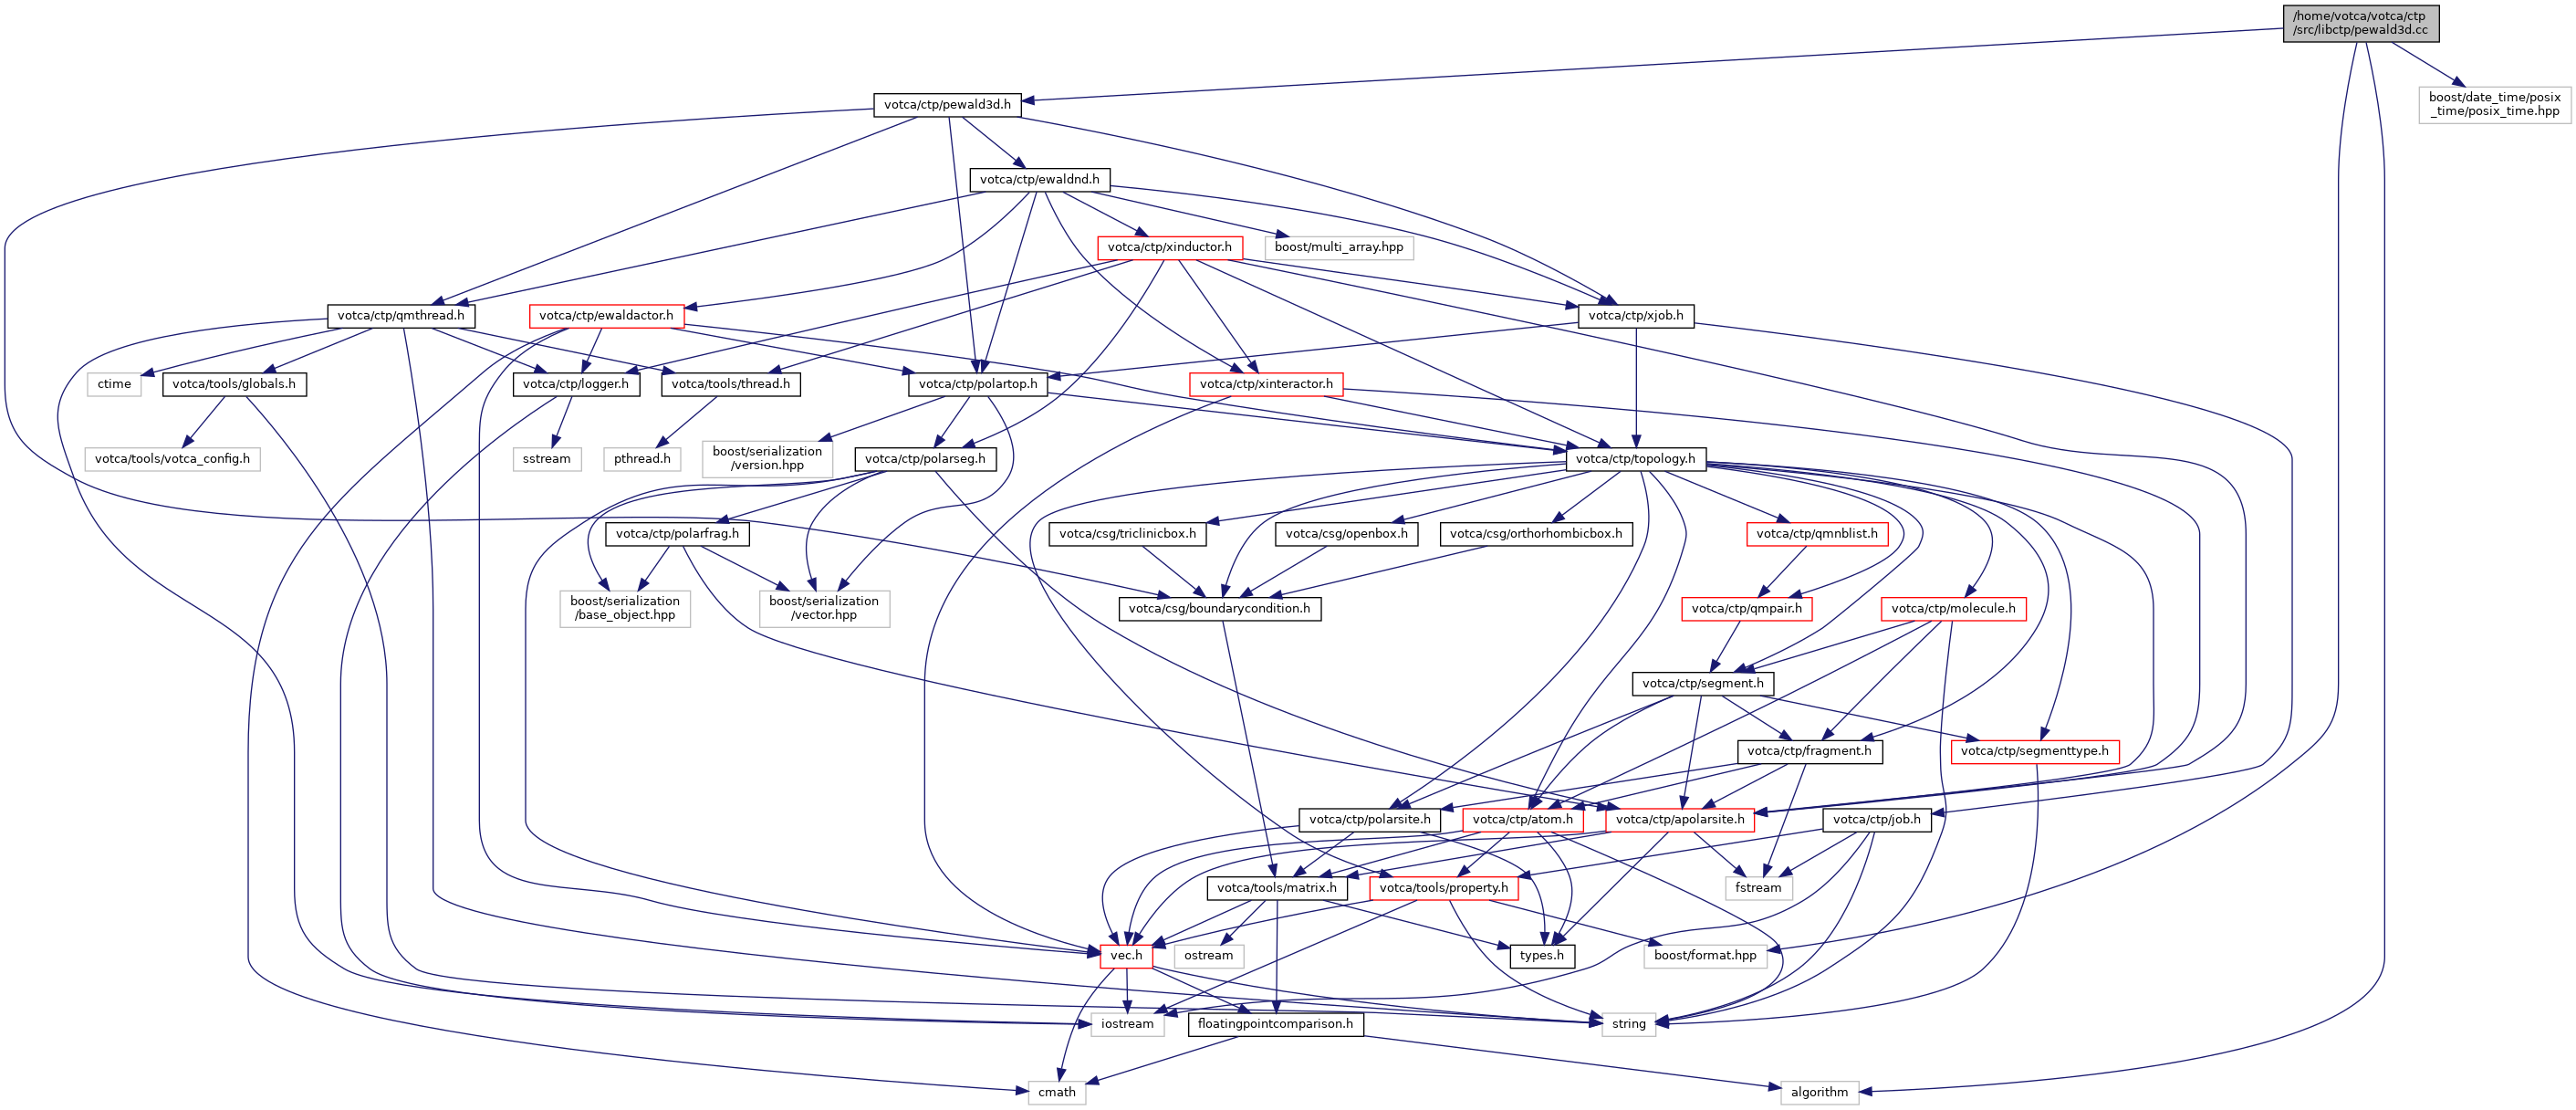 /home/votca/votca/ctp
/src/libctp/pewald3d.cc
votca/ctp/pewald3d.h
boost/date_time/posix
_time/posix_time.hpp
votca/ctp/ewaldnd.h
votca/ctp/xinductor.h
boost/multi_array.hpp
votca/ctp/qmthread.h
votca/ctp/ewaldactor.h
votca/ctp/xjob.h
ctime
votca/tools/globals.h
votca/ctp/logger.h
votca/tools/thread.h
votca/ctp/polartop.h
votca/ctp/xinteractor.h
votca/tools/votca_config.h
sstream
pthread.h
boost/serialization
/version.hpp
votca/ctp/polarseg.h
votca/ctp/topology.h
votca/ctp/polarfrag.h
votca/csg/triclinicbox.h
votca/csg/openbox.h
votca/csg/orthorhombicbox.h
votca/ctp/qmnblist.h
boost/serialization
/base_object.hpp
boost/serialization
/vector.hpp
votca/csg/boundarycondition.h
votca/ctp/qmpair.h
votca/ctp/molecule.h
votca/ctp/segment.h
votca/ctp/fragment.h
votca/ctp/segmenttype.h
votca/ctp/polarsite.h
votca/ctp/atom.h
votca/ctp/apolarsite.h
votca/ctp/job.h
votca/tools/matrix.h
votca/tools/property.h
fstream
vec.h
ostream
types.h
boost/format.hpp
iostream
floatingpointcomparison.h
string
cmath
algorithm